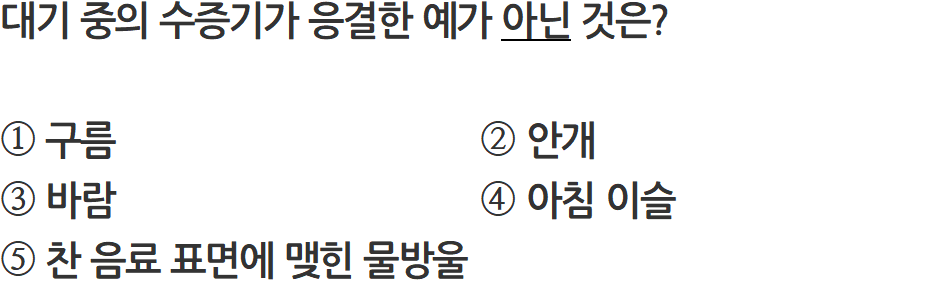 대기 중의 수증기가 응결한 예가 아닌 것은?
① 구름 ② 안개
③ 바람 ④ 아침 이슬
⑤ 찬 음료 표면에 맺힌 물방울